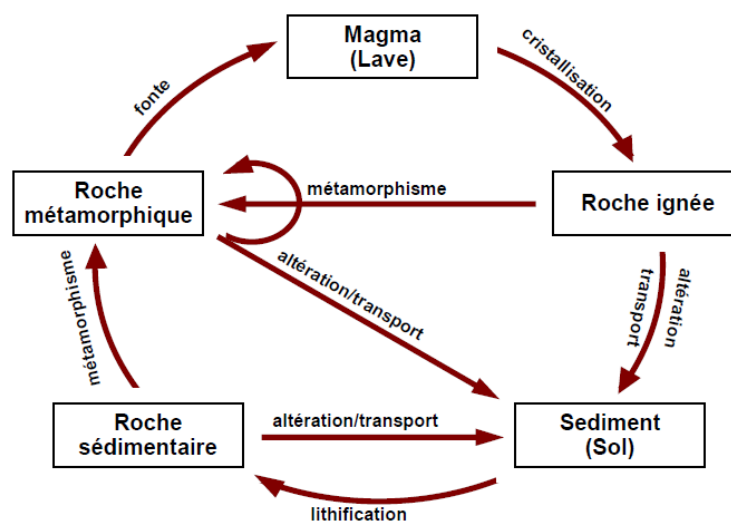 Magma
(Lave)
fonte
cristallisation
Roche
métamorphique
métamorphisme
Roche ignée
altération/transport
altération
transport
métamorphisme
Roche
sédimentaire
altération/transport
Sediment
(Sol)
lithification